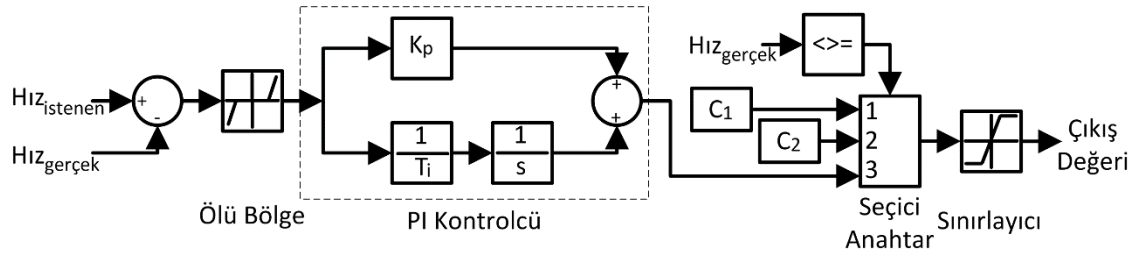 Hızistenen
Hızgerçek
+
-
Ölü Bölge
Kp
1
Ti
1
s
+
+
PI Kontrolcü
Hızgerçek
<>=
C1
C2
1
2
3
Seçici
Anahtar
Sınırlayıcı
Çıkış
Değeri